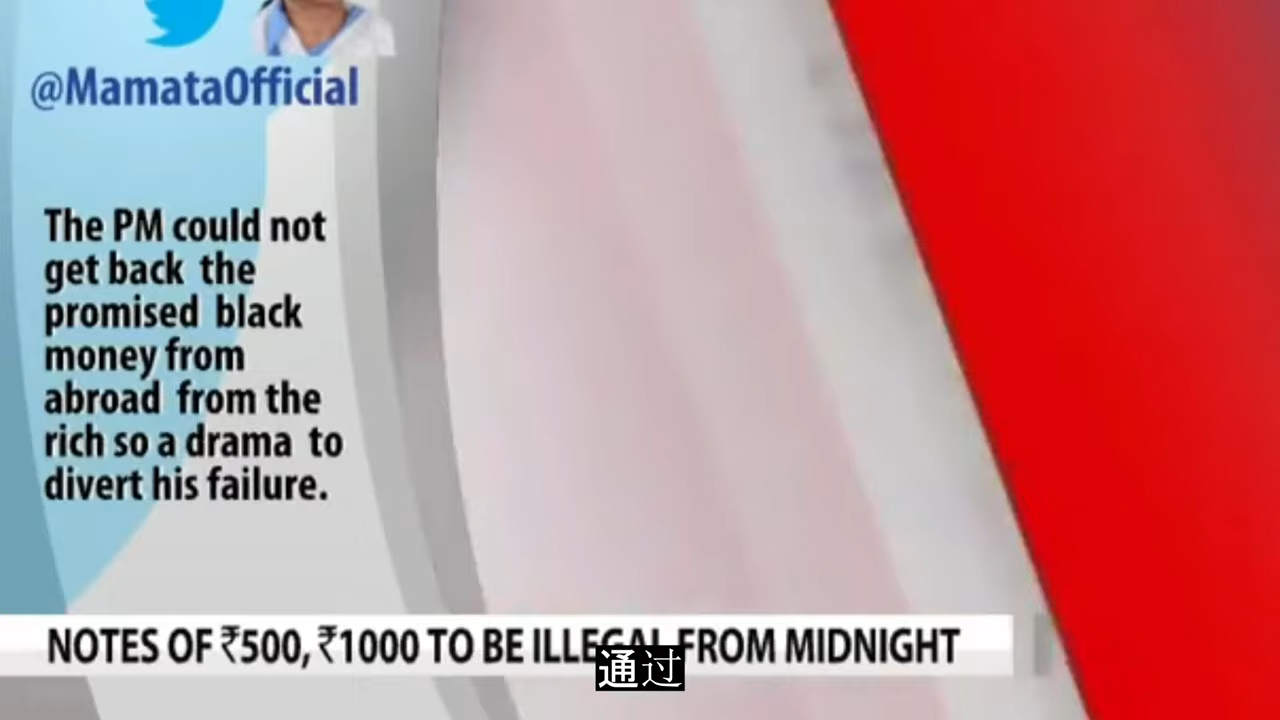 @MamataOfficial
The PM could not
get back the
promised black
money from
abroad from the
rich so a drama to
divert his failure.
NOTES OF ₹500, ₹1000 TO BE ILLEGAL FROM MIDNIGHT
通过